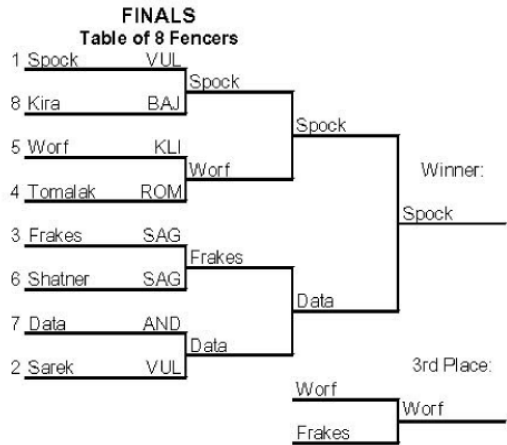 FINALS
Table of 8 Fencers
1 Spock VUL
Spock
8 Kira BAJ
Spock
5 Worf KLI
Worf
4 Tomalak ROM
Winner:
Spock
3 Frakes SAG
Frakes
6 Shatner SAG
Data
7 Data AND
Data
2 Sarek VUL
3rd Place:
Worf
Worf
Frakes